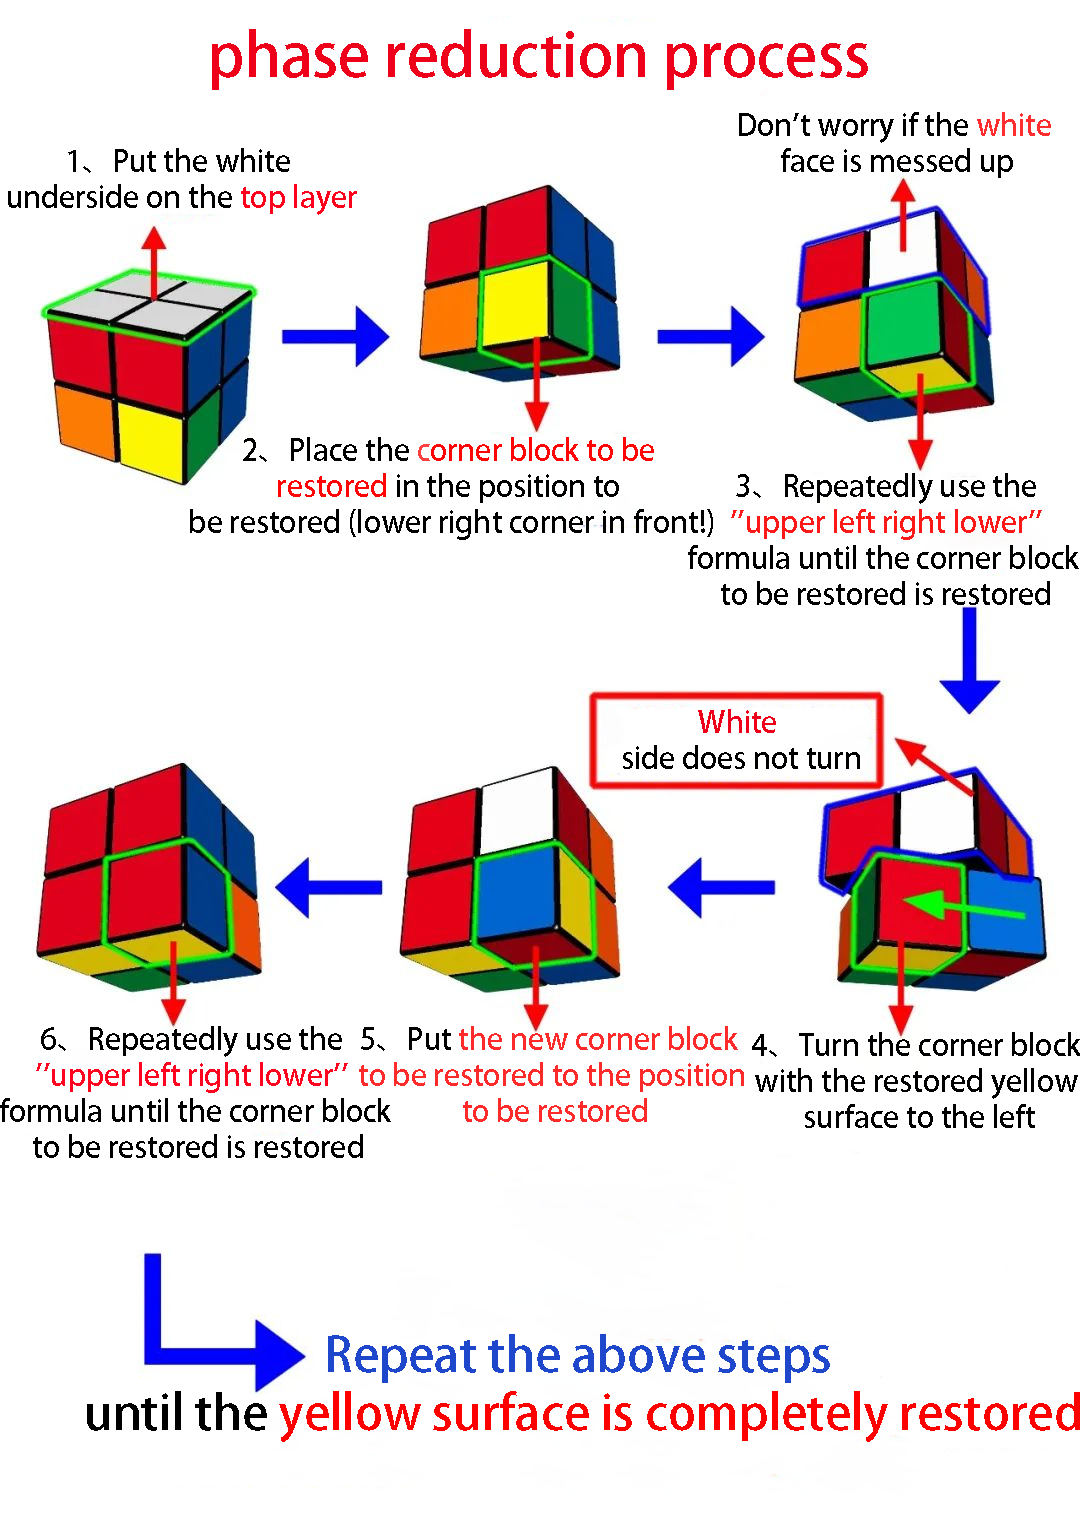 phase reduction process
1、Put the white
underside on the top layer
Don't worry if the white
face is messed up
2、Place the corner block to be
restored in the position to
be restored (lower right corner in front!)
3、Repeatedly use the
"upper left right lower"
formula until the corner block
to be restored is restored
White
side does not turn
4、Turn the corner block
with the restored yellow
surface to the left
5、Put the new corner block
to be restored to the position
to be restored
6、Repeatedly use the
"upper left right lower"
formula until the corner block
to be restored is restored
Repeat the above steps
until the yellow surface is completely restored